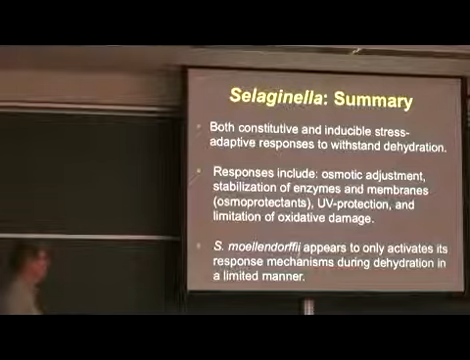 Selaginella: Summary
Both constitutive and inducible stress-
adaptive responses to withstand dehydration.
Responses include: osmotic adjustment,
stabilization of enzymes and membranes
(osmoprotectants), UV-protection, and
limitation of oxidative damage.
S. moellendorffii appears to only activates its
response mechanisms during dehydration in
a limited manner.